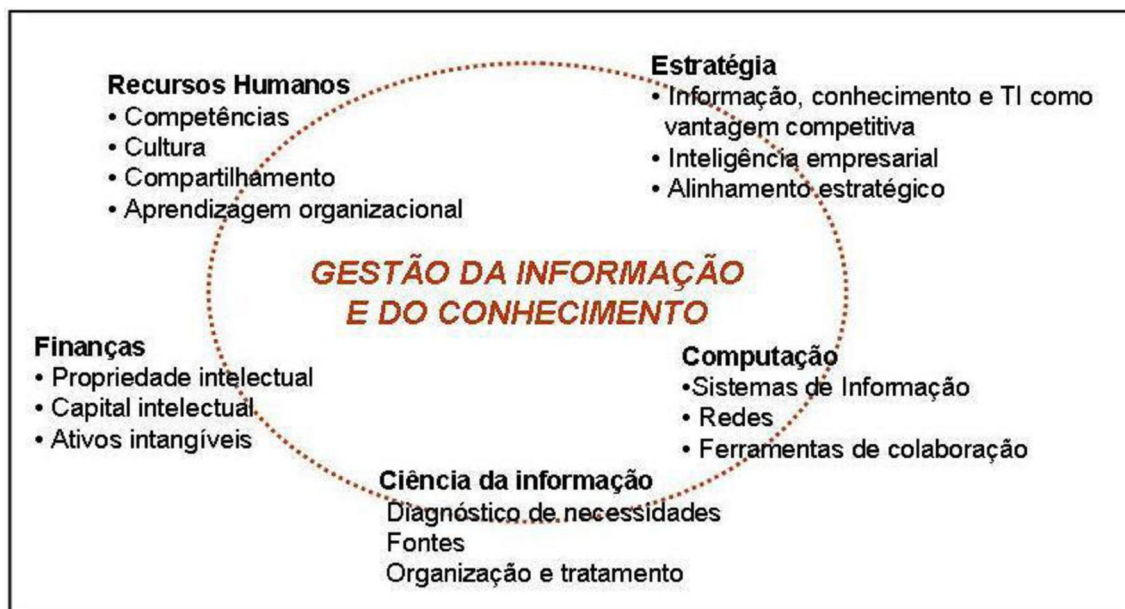 Recursos Humanos
• Competências
• Cultura
• Compartilhamento
• Aprendizagem organizacional
Estratégia
• Informação, conhecimento e TI como
vantagem competitiva
• Inteligência empresarial
• Alinhamento estratégico
GESTÃO DA INFORMAÇÃO
E DO CONHECIMENTO
Finanças
• Propriedade intelectual
• Capital intelectual
• Ativos intangíveis
Computação
•Sistemas de Informação
• Redes
• Ferramentas de colaboração
Ciência da informação
Diagnóstico de necessidades
Fontes
Organização e tratamento